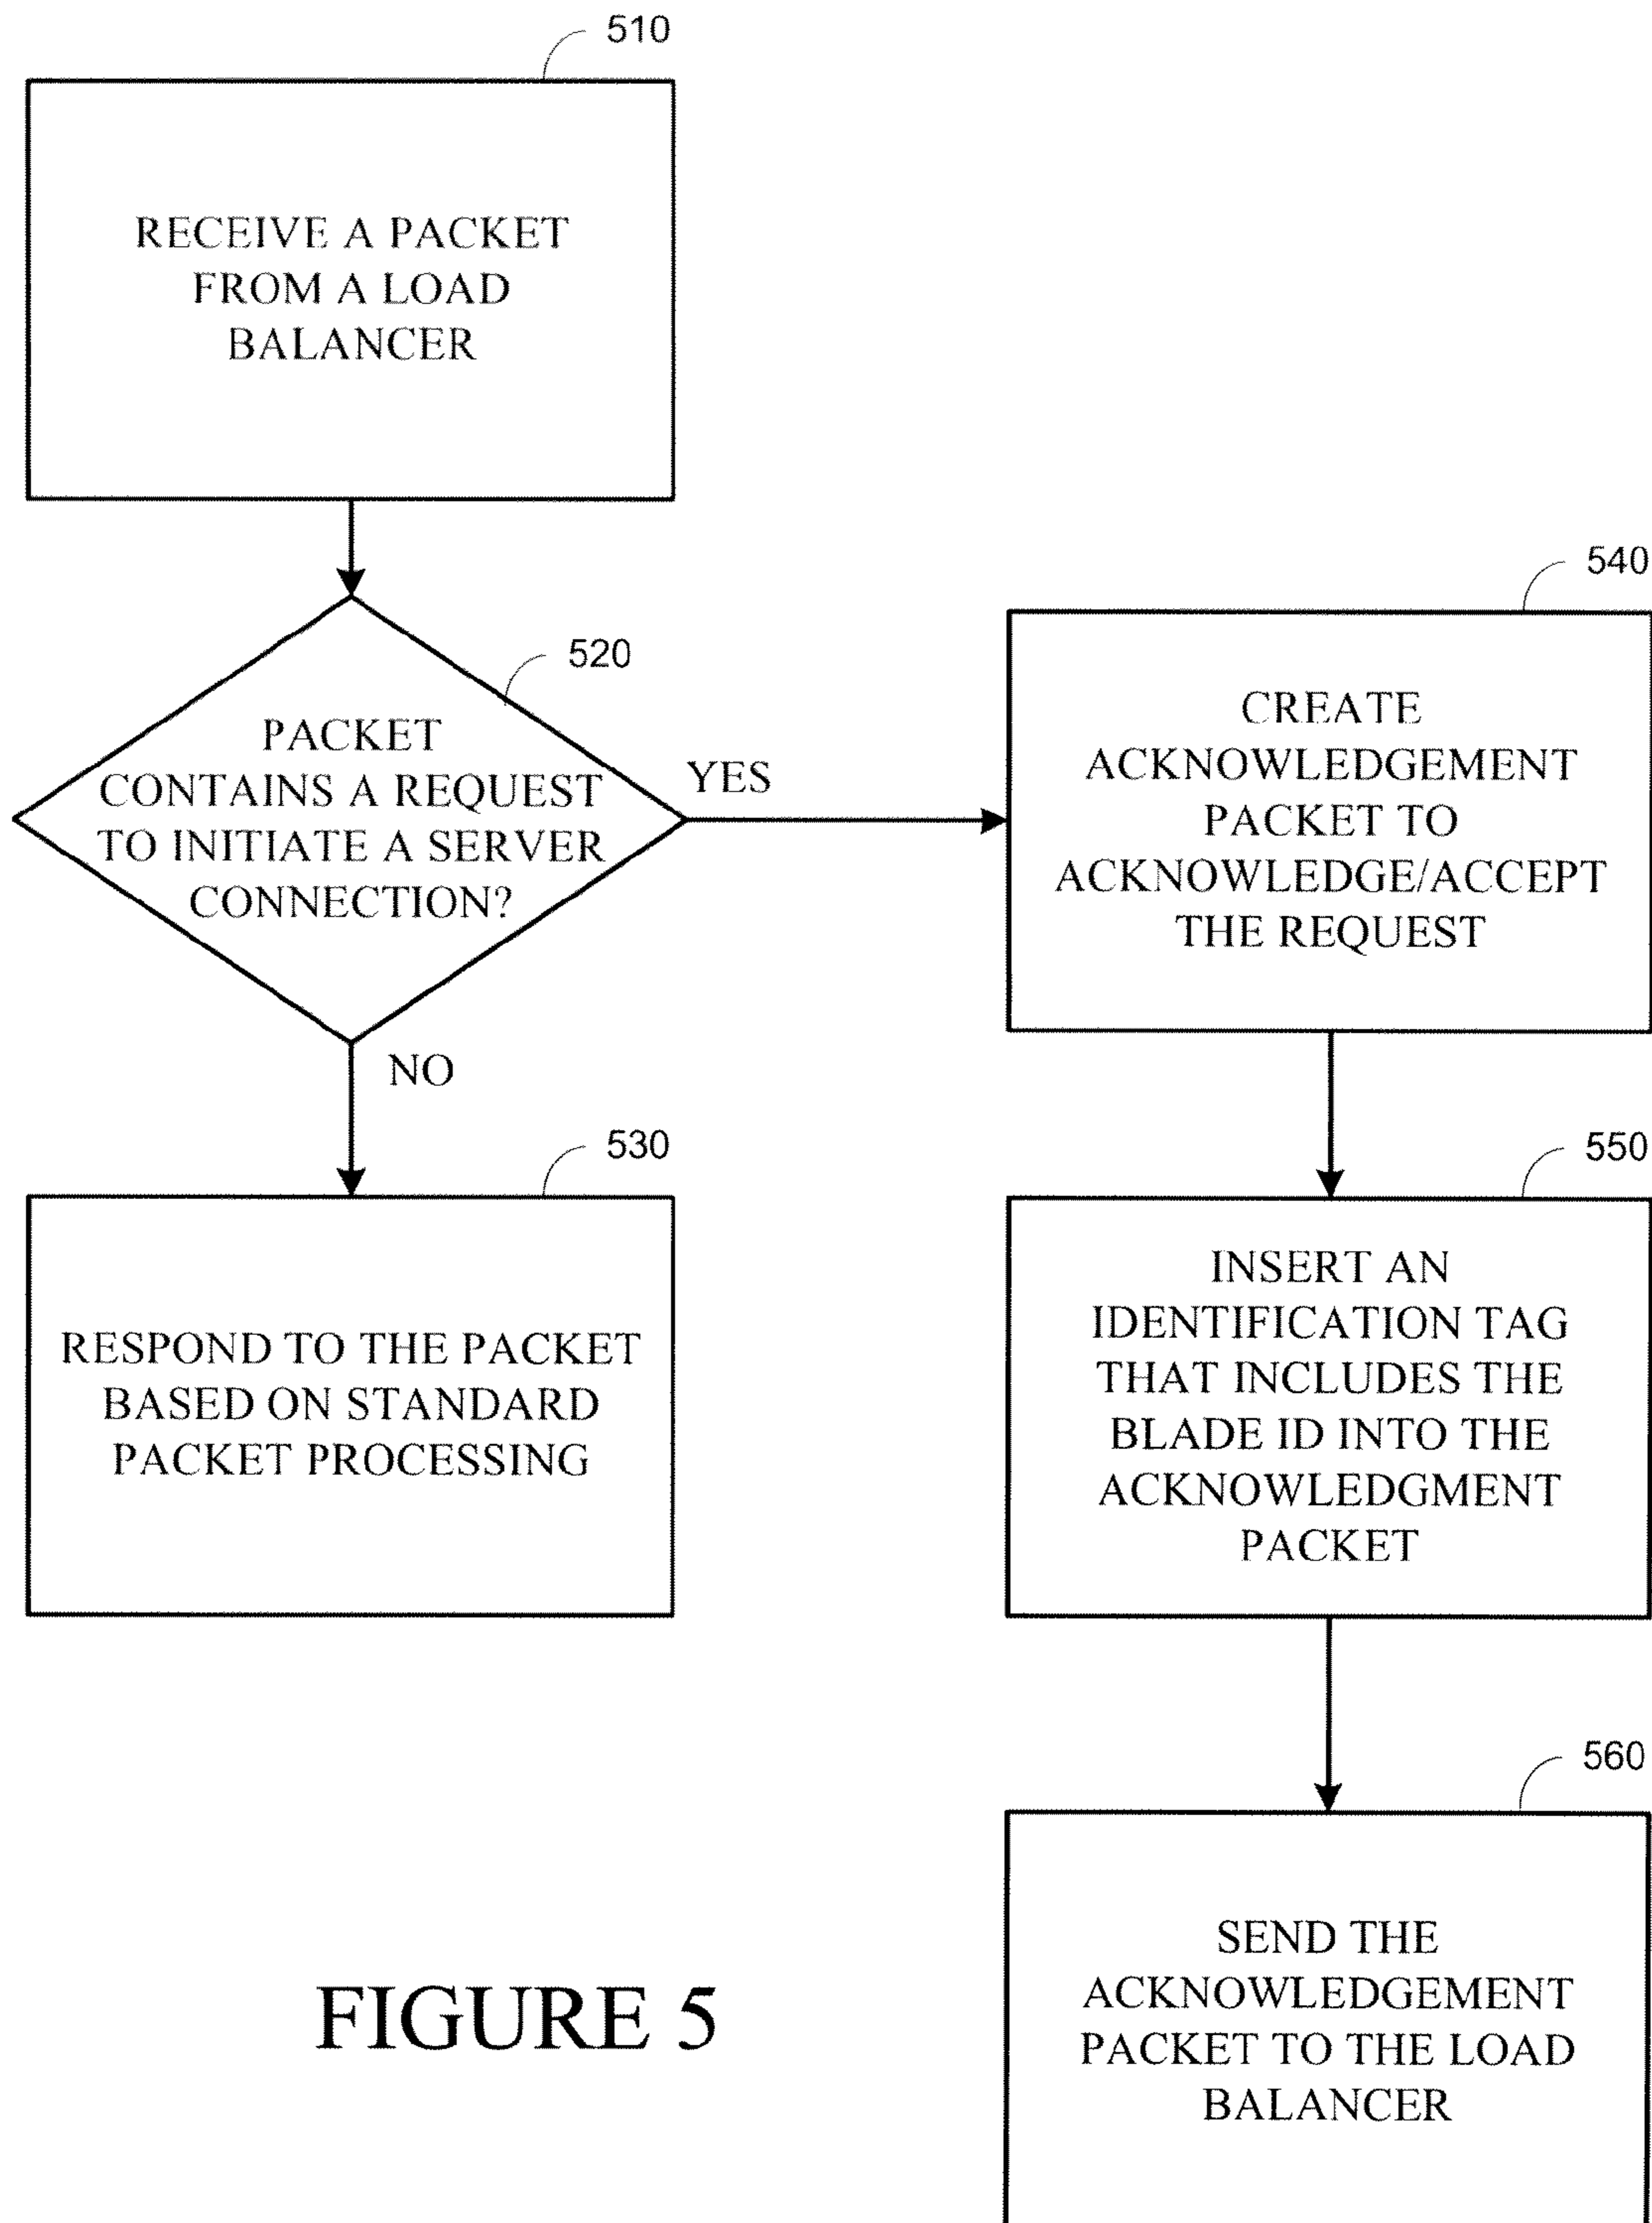 510
RECEIVE A PACKET
FROM A LOAD
BALANCER
520
PACKET
CONTAINS A REQUEST
TO INITIATE A SERVER
CONNECTION?
YES
NO
530
RESPOND TO THE PACKET
BASED ON STANDARD
PACKET PROCESSING
540
CREATE
ACKNOWLEDGEMENT
PACKET TO
ACKNOWLEDGE/ACCEPT
THE REQUEST
550
INSERT AN
IDENTIFICATION TAG
THAT INCLUDES THE
BLADE ID INTO THE
ACKNOWLEDGMENT
PACKET
560
SEND THE
ACKNOWLEDGEMENT
PACKET TO THE LOAD
BALANCER
FIGURE 5